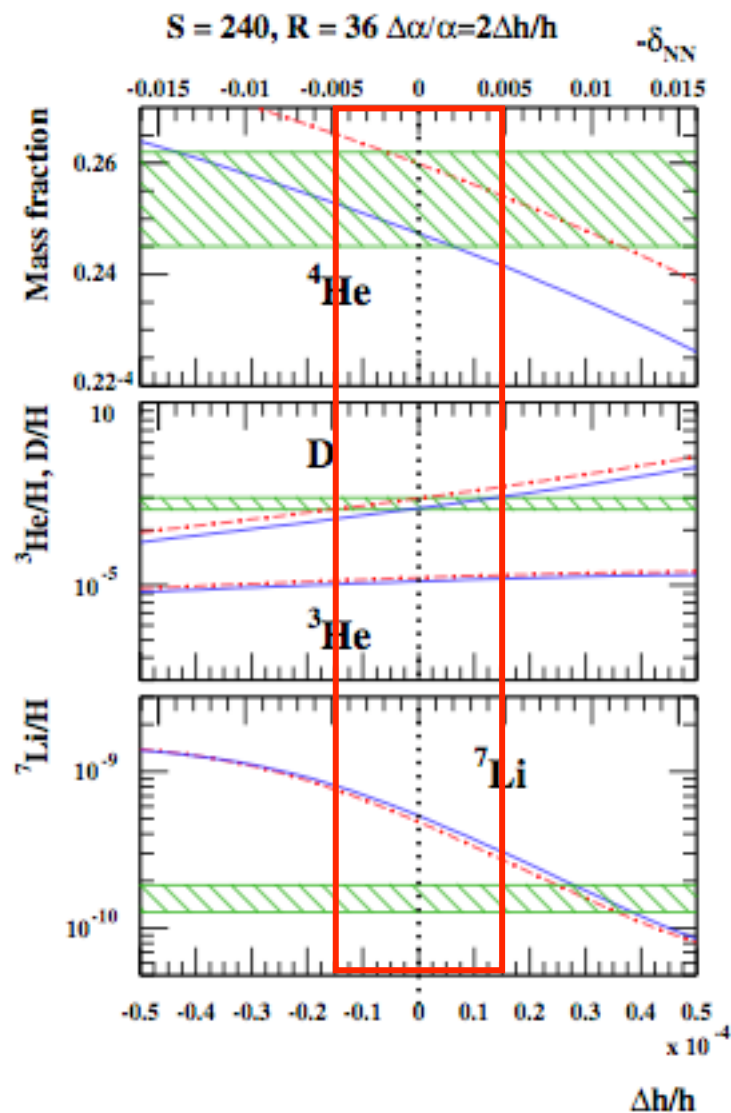 S = 240, R = 36 Δα/α=2Δh/h
-δNN
-0.015 -0.01 -0.005 0 0.005 0.01 0.015
Mass fraction
0.26
0.24
0.22
⁴He
³He/H, D/H
10⁻⁴
D
10⁻⁵
³He
⁷Li/H
10⁻⁹
⁷Li
10⁻¹⁰
-0.5 -0.4 -0.3 -0.2 -0.1 0 0.1 0.2 0.3 0.4 0.5
x 10⁻⁴
Δh/h